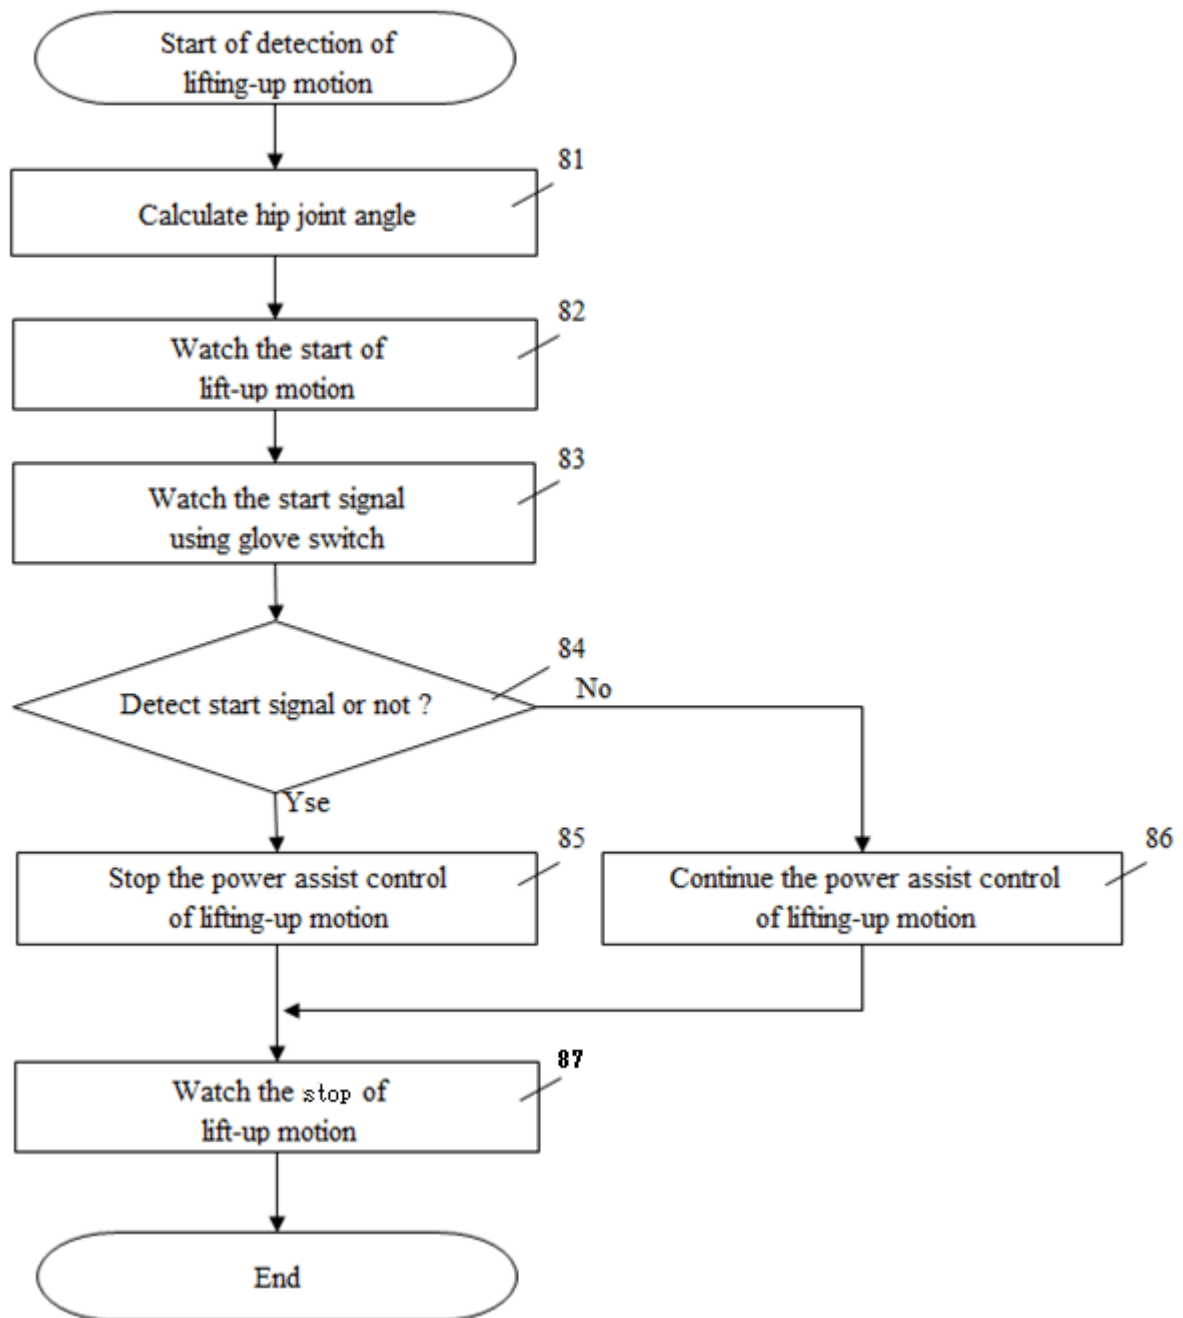 Start of detection of
lifting-up motion
81
Calculate hip joint angle
82
Watch the start of
lift-up motion
83
Watch the start signal
using glove switch
84
Detect start signal or not ?
No
Yse
85
Stop the power assist control
of lifting-up motion
86
Continue the power assist control
of lifting-up motion
87
Watch the stop of
lift-up motion
End